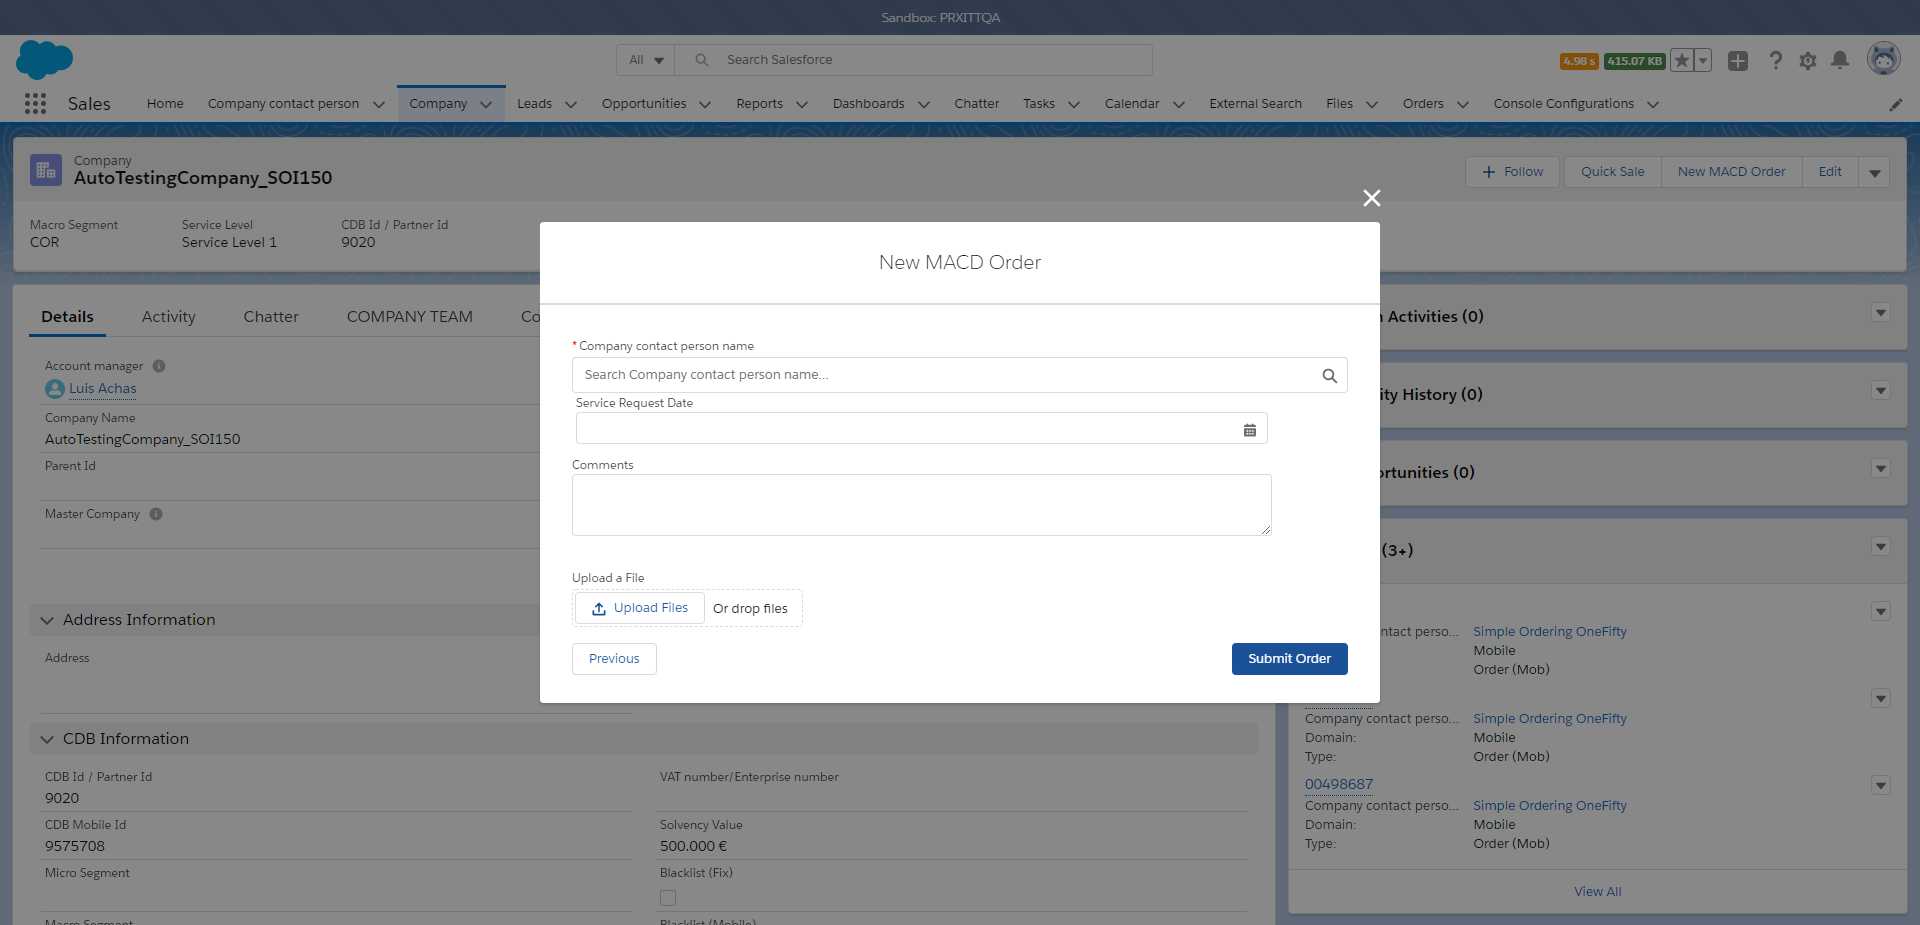 Sandbox: PRXITTQA
All
Search Salesforce
4.98 s
415.07 KB
Sales
Home
Company contact person
Company
Leads
Opportunities
Reports
Dashboards
Chatter
Tasks
Calendar
External Search
Files
Orders
Console Configurations
Company
AutoTestingCompany_SOI150
Follow
Quick Sale
New MACD Order
Edit
Macro Segment
COR
Service Level
Service Level 1
CDB Id / Partner Id
9020
New MACD Order
* Company contact person name
Search Company contact person name...
Service Request Date
Comments
Upload a File
Upload Files
Or drop files
Previous
Submit Order
Details
Activity
Chatter
COMPANY TEAM
Co
Account manager
Luis Achas
Company Name
AutoTestingCompany_SOI150
Parent Id
Master Company
Address Information
Address
CDB Information
CDB Id / Partner Id
9020
VAT number/Enterprise number
CDB Mobile Id
9575708
Solvency Value
500.000 €
Micro Segment
Blacklist (Fix)
Macro Segment
Blacklist (Mobile)
Activities (0)
ity History (0)
ortunities (0)
(3+)
ntact perso...
Simple Ordering OneFifty
Mobile
Order (Mob)
Company contact perso...
Simple Ordering OneFifty
Domain:
Mobile
Type:
Order (Mob)
00498687
Company contact perso...
Simple Ordering OneFifty
Domain:
Mobile
Type:
Order (Mob)
View All